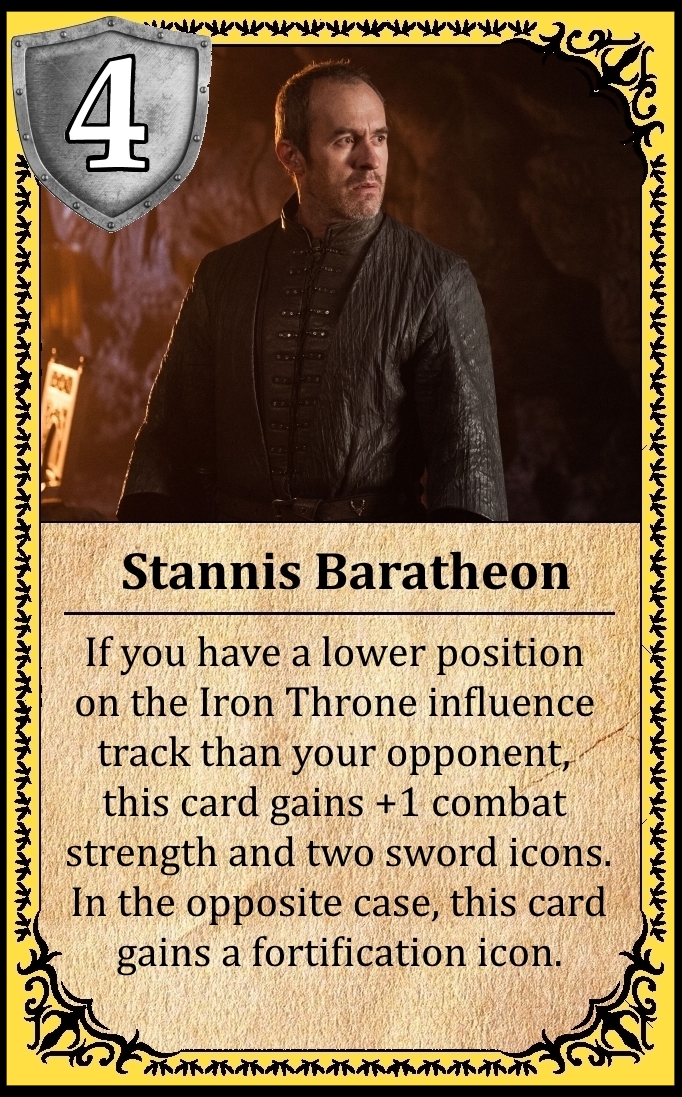 4
Stannis Baratheon
If you have a lower position
on the Iron Throne influence
track than your opponent,
this card gains +1 combat
strength and two sword icons.
In the opposite case, this card
gains a fortification icon.